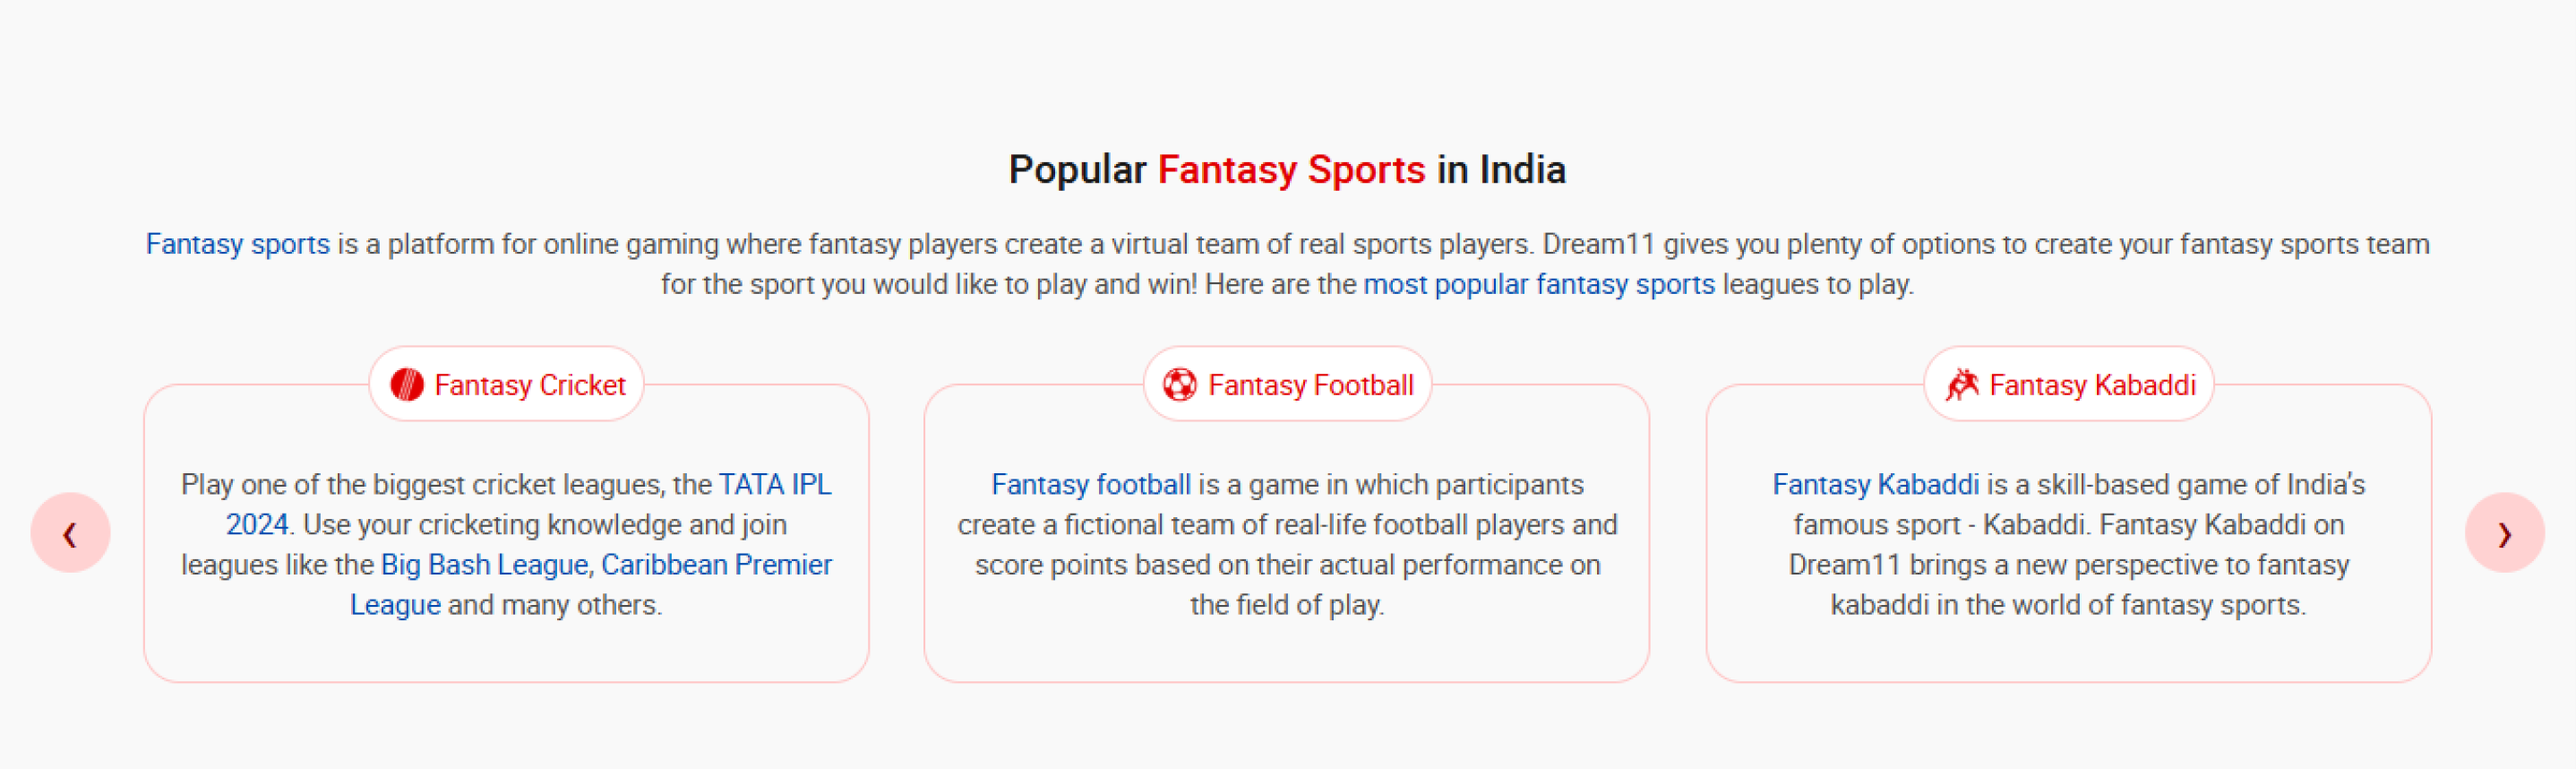 Popular Fantasy Sports in India
Fantasy sports is a platform for online gaming where fantasy players create a virtual team of real sports players. Dream11 gives you plenty of options to create your fantasy sports team
for the sport you would like to play and win! Here are the most popular fantasy sports leagues to play.
Fantasy Cricket
Play one of the biggest cricket leagues, the TATA IPL
2024. Use your cricketing knowledge and join
leagues like the Big Bash League, Caribbean Premier
League and many others.
Fantasy Football
Fantasy football is a game in which participants
create a fictional team of real-life football players and
score points based on their actual performance on
the field of play.
Fantasy Kabaddi
Fantasy Kabaddi is a skill-based game of India's
famous sport - Kabaddi. Fantasy Kabaddi on
Dream11 brings a new perspective to fantasy
kabaddi in the world of fantasy sports.